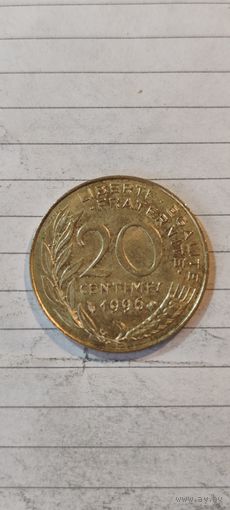 LIBERTE · EGALITE
· FRATERNITE ·
20
CENTIMES
1996
www.ay.by